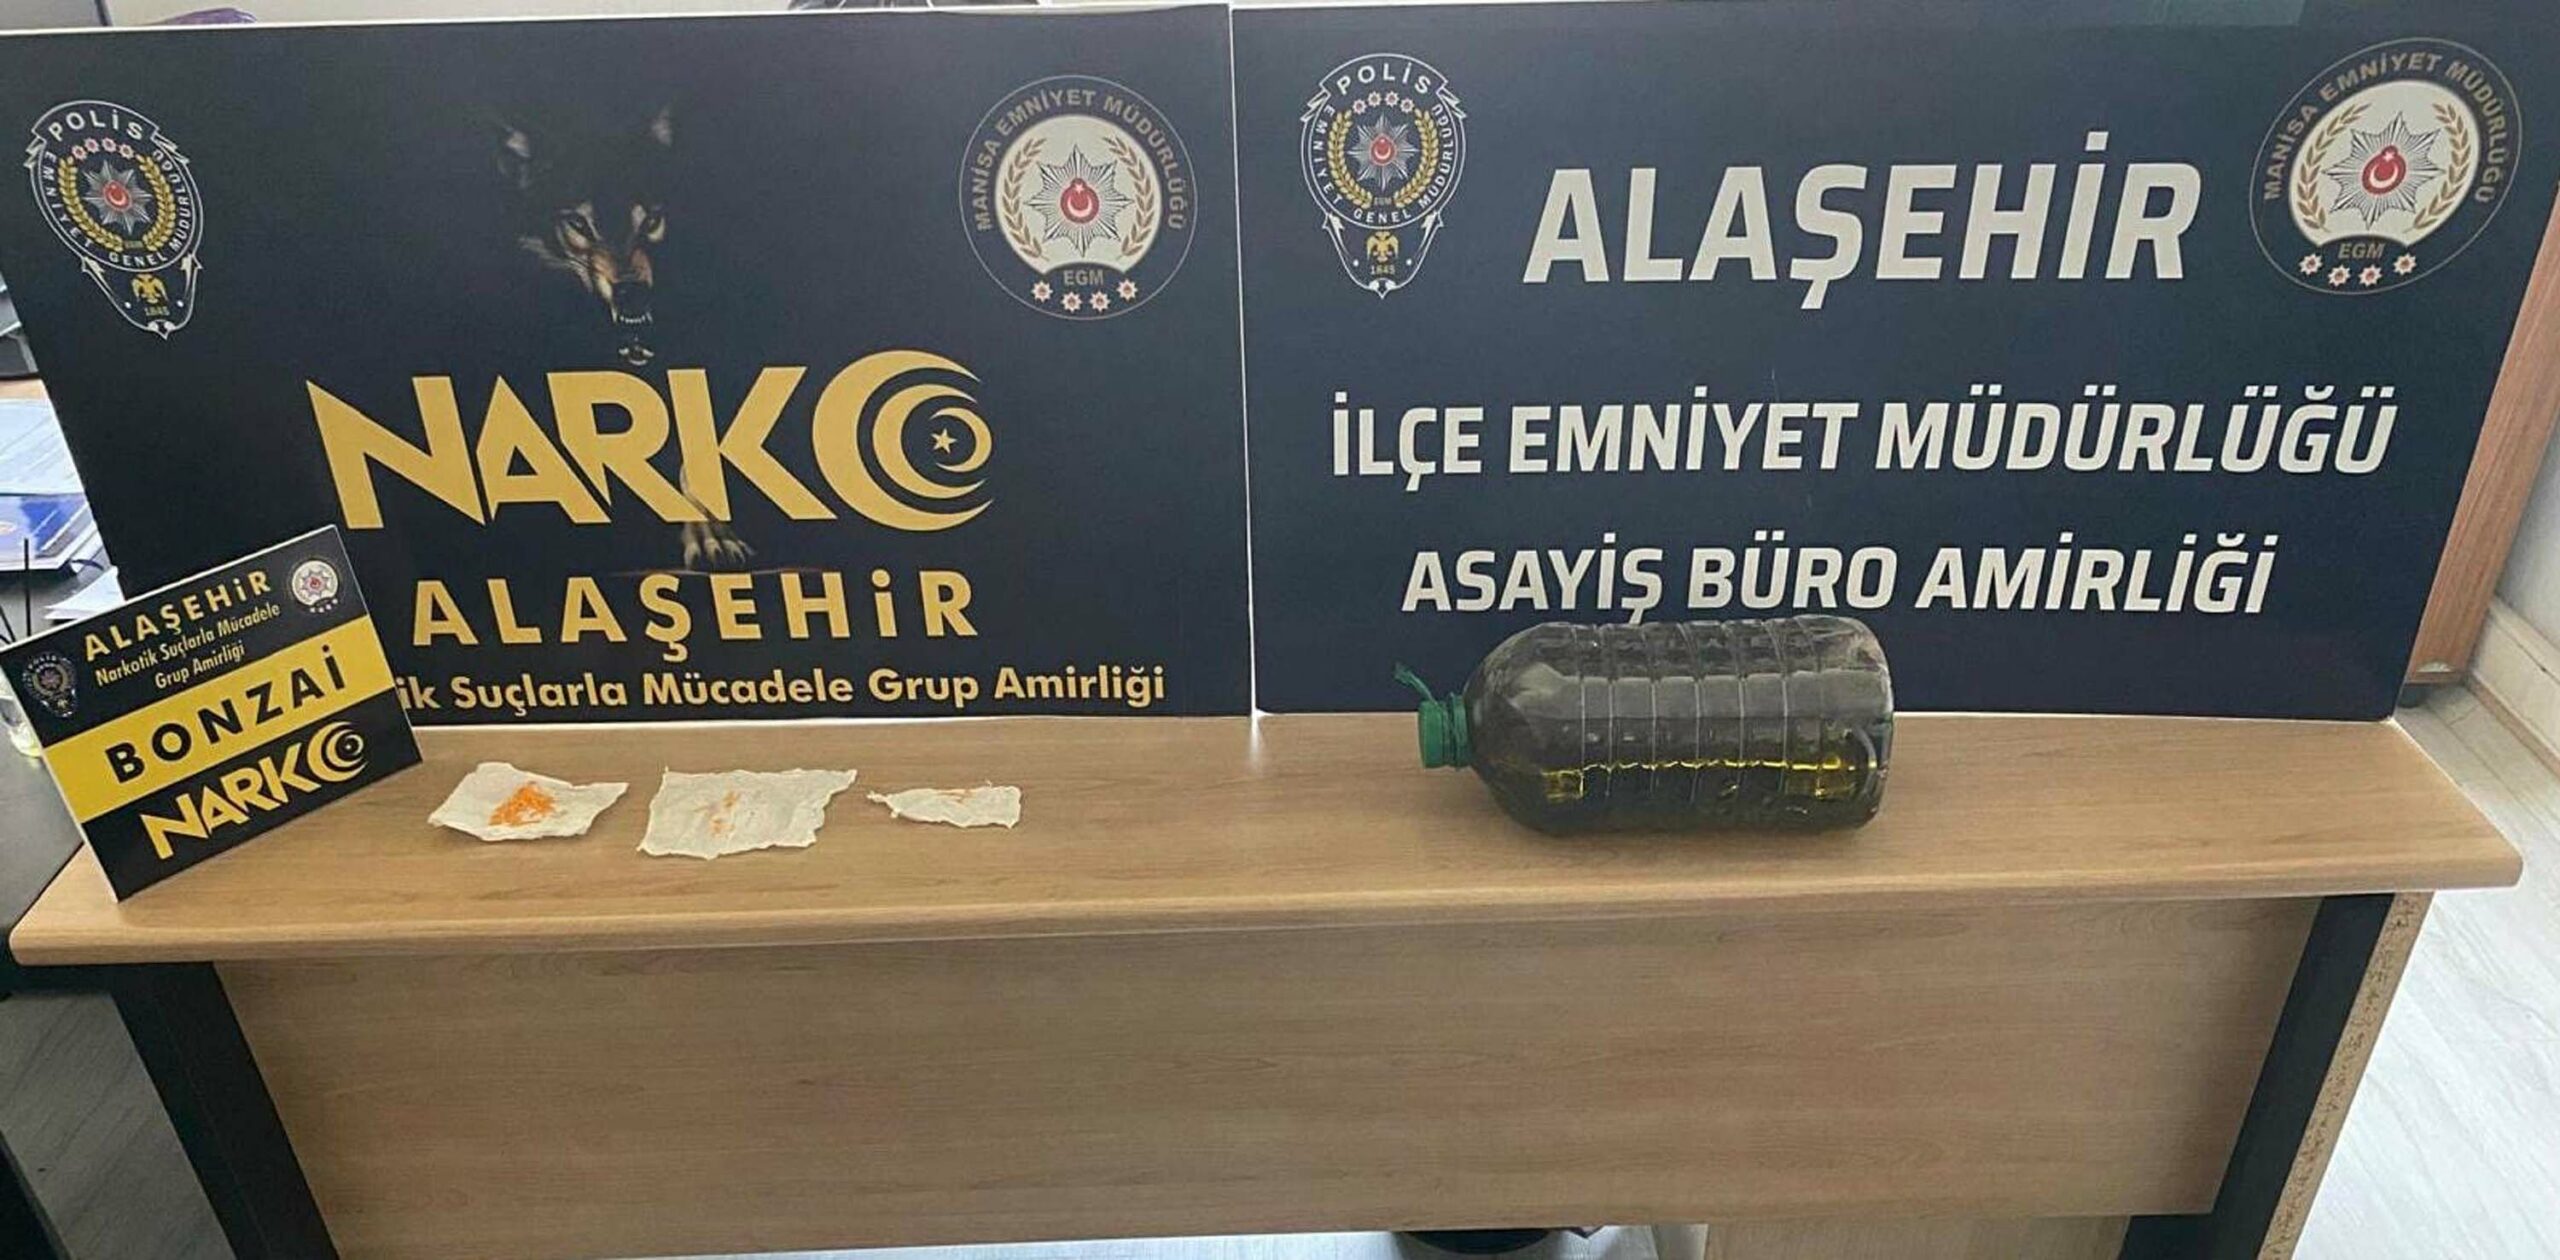 POLİS
EMNİYET GENEL MÜDÜRLÜĞÜ
EGM
1845
MANİSA EMNİYET MÜDÜRLÜĞÜ
EGM
NARKO
ALAŞEHİR
ik Suçlarla Mücadele Grup Amirliği
ALAŞEHİR
Narkotik Suçlarla Mücadele
Grup Amirliği
BONZAİ
NARKO
POLİS
EMNİYET GENEL MÜDÜRLÜĞÜ
EGM
1845
MANİSA EMNİYET MÜDÜRLÜĞÜ
EGM
ALAŞEHİR
İLÇE EMNİYET MÜDÜRLÜĞÜ
ASAYİŞ BÜRO AMİRLİĞİ